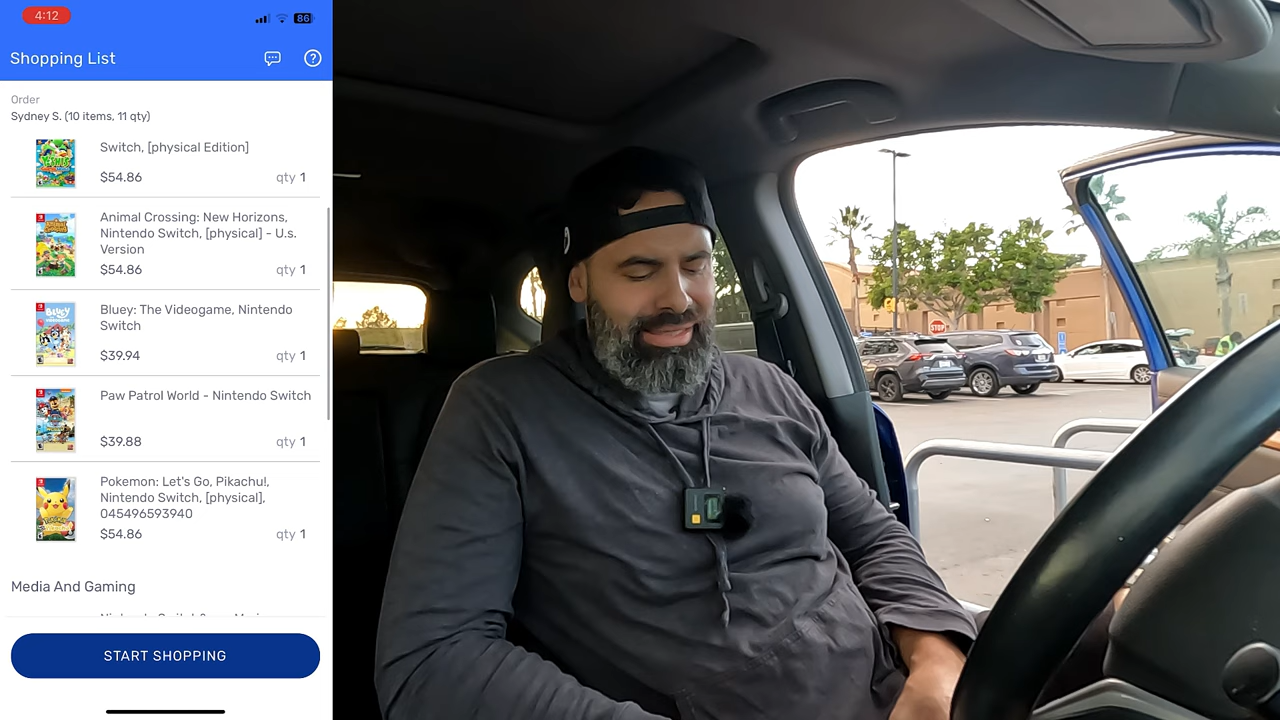 4:12
86
Shopping List
Order
Sydney S. (10 items, 11 qty)
Switch, [physical Edition]
$54.86 qty 1
Animal Crossing: New Horizons,
Nintendo Switch, [physical] - U.s.
Version
$54.86 qty 1
Bluey: The Videogame, Nintendo
Switch
$39.94 qty 1
Paw Patrol World - Nintendo Switch
$39.88 qty 1
Pokemon: Let's Go, Pikachu!,
Nintendo Switch, [physical],
045496593940
$54.86 qty 1
Media And Gaming
START SHOPPING
STOP